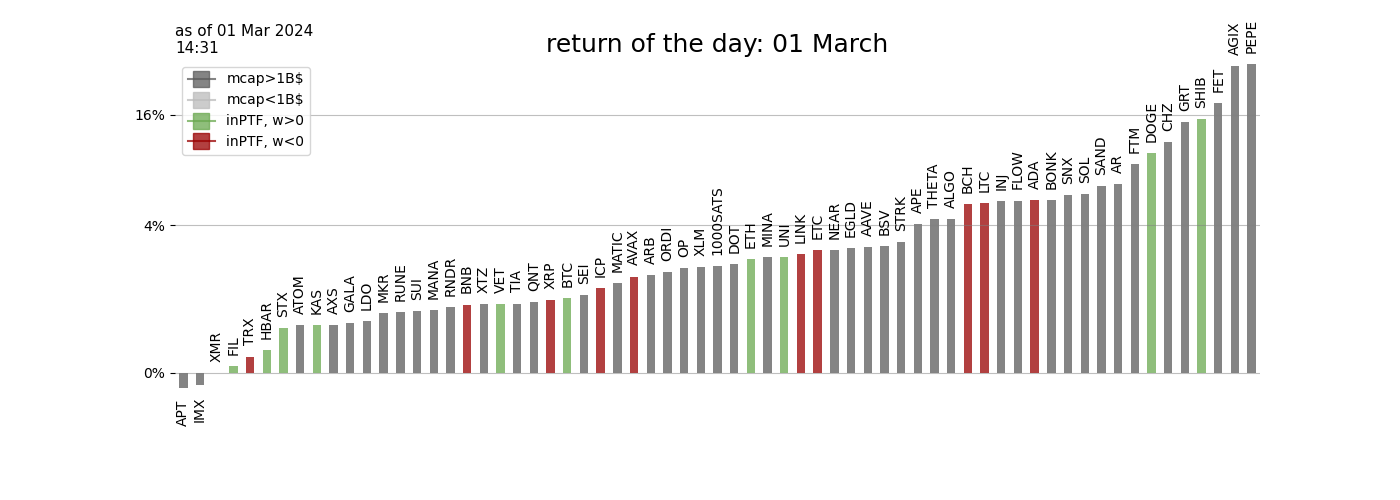 as of 01 Mar 2024
14:31
return of the day: 01 March
mcap>1B$
mcap<1B$
inPTF, w>0
inPTF, w<0
16%
4%
0%
APT
IMX
XMR
FIL
TRX
HBAR
STX
ATOM
KAS
AXS
GALA
LDO
MKR
RUNE
SUI
MANA
RNDR
BNB
XTZ
VET
TIA
QNT
XRP
BTC
SEI
ICP
MATIC
AVAX
ARB
ORDI
OP
XLM
1000SATS
DOT
ETH
MINA
UNI
LINK
ETC
NEAR
EGLD
AAVE
BSV
STRK
APE
THETA
ALGO
BCH
LTC
INJ
FLOW
ADA
BONK
SNX
SOL
SAND
AR
FTM
DOGE
CHZ
GRT
SHIB
FET
AGIX
PEPE